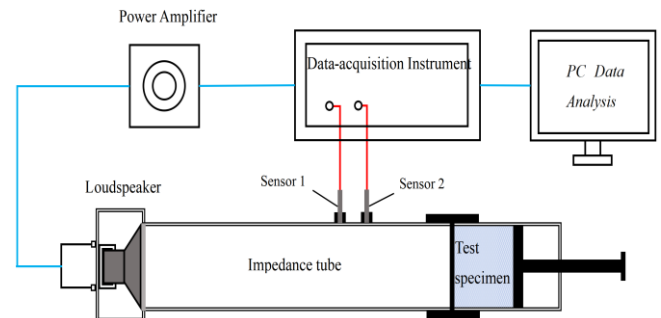 Power Amplifier
Data-acquisition Instrument
PC Data
Analysis
Loudspeaker
Sensor 1
Sensor 2
Impedance tube
Test
specimen